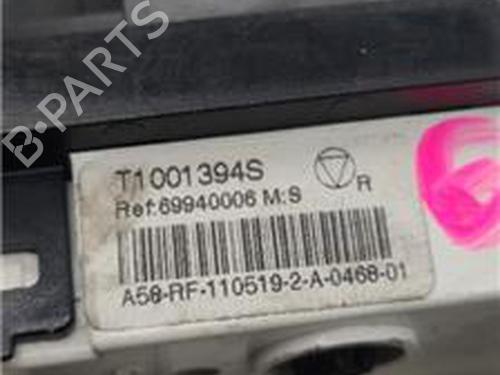 B-PARTS
T1001394S
R
Ref:69940006 M:S
A58-RF-110519-2-A-0468-01